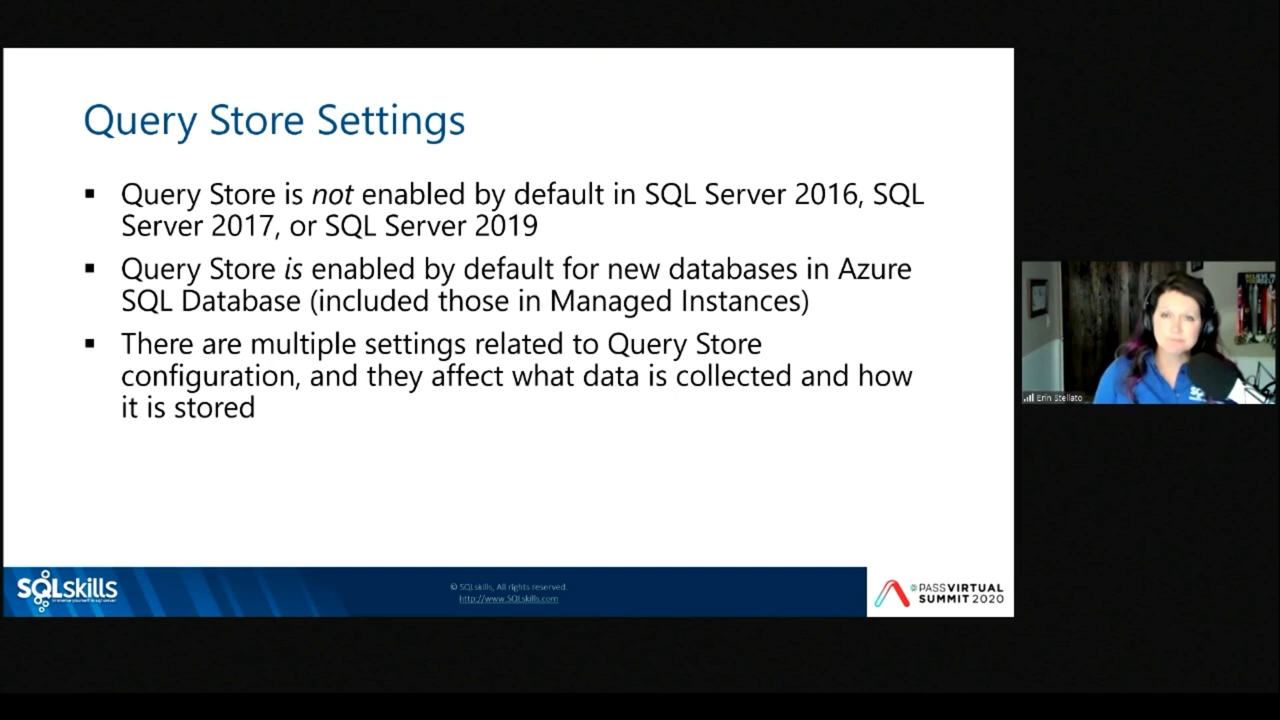 Query Store Settings
Query Store is not enabled by default in SQL Server 2016, SQL
Server 2017, or SQL Server 2019
Query Store is enabled by default for new databases in Azure
SQL Database (included those in Managed Instances)
There are multiple settings related to Query Store
configuration, and they affect what data is collected and how
it is stored
Erin Stellato
SQLskills
© SQLskills, All rights reserved.
http://www.SQLskills.com
PASS VIRTUAL
SUMMIT 2020